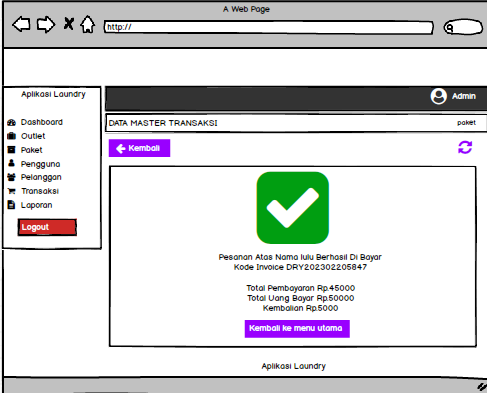 A Web Page
http://
Aplikasi Laundry
Admin
Dashboard
Outlet
Paket
Pengguna
Pelanggan
Transaksi
Laporan
Logout
DATA MASTER TRANSAKSI
paket
Kembali
Pesanan Atas Nama lulu Berhasil Di Bayar
Kode Invoice DRY202302205847
Total Pembayaran Rp.45000
Total Uang Bayar Rp.50000
Kembalian Rp.5000
Kembali ke menu utama
Aplikasi Laundry